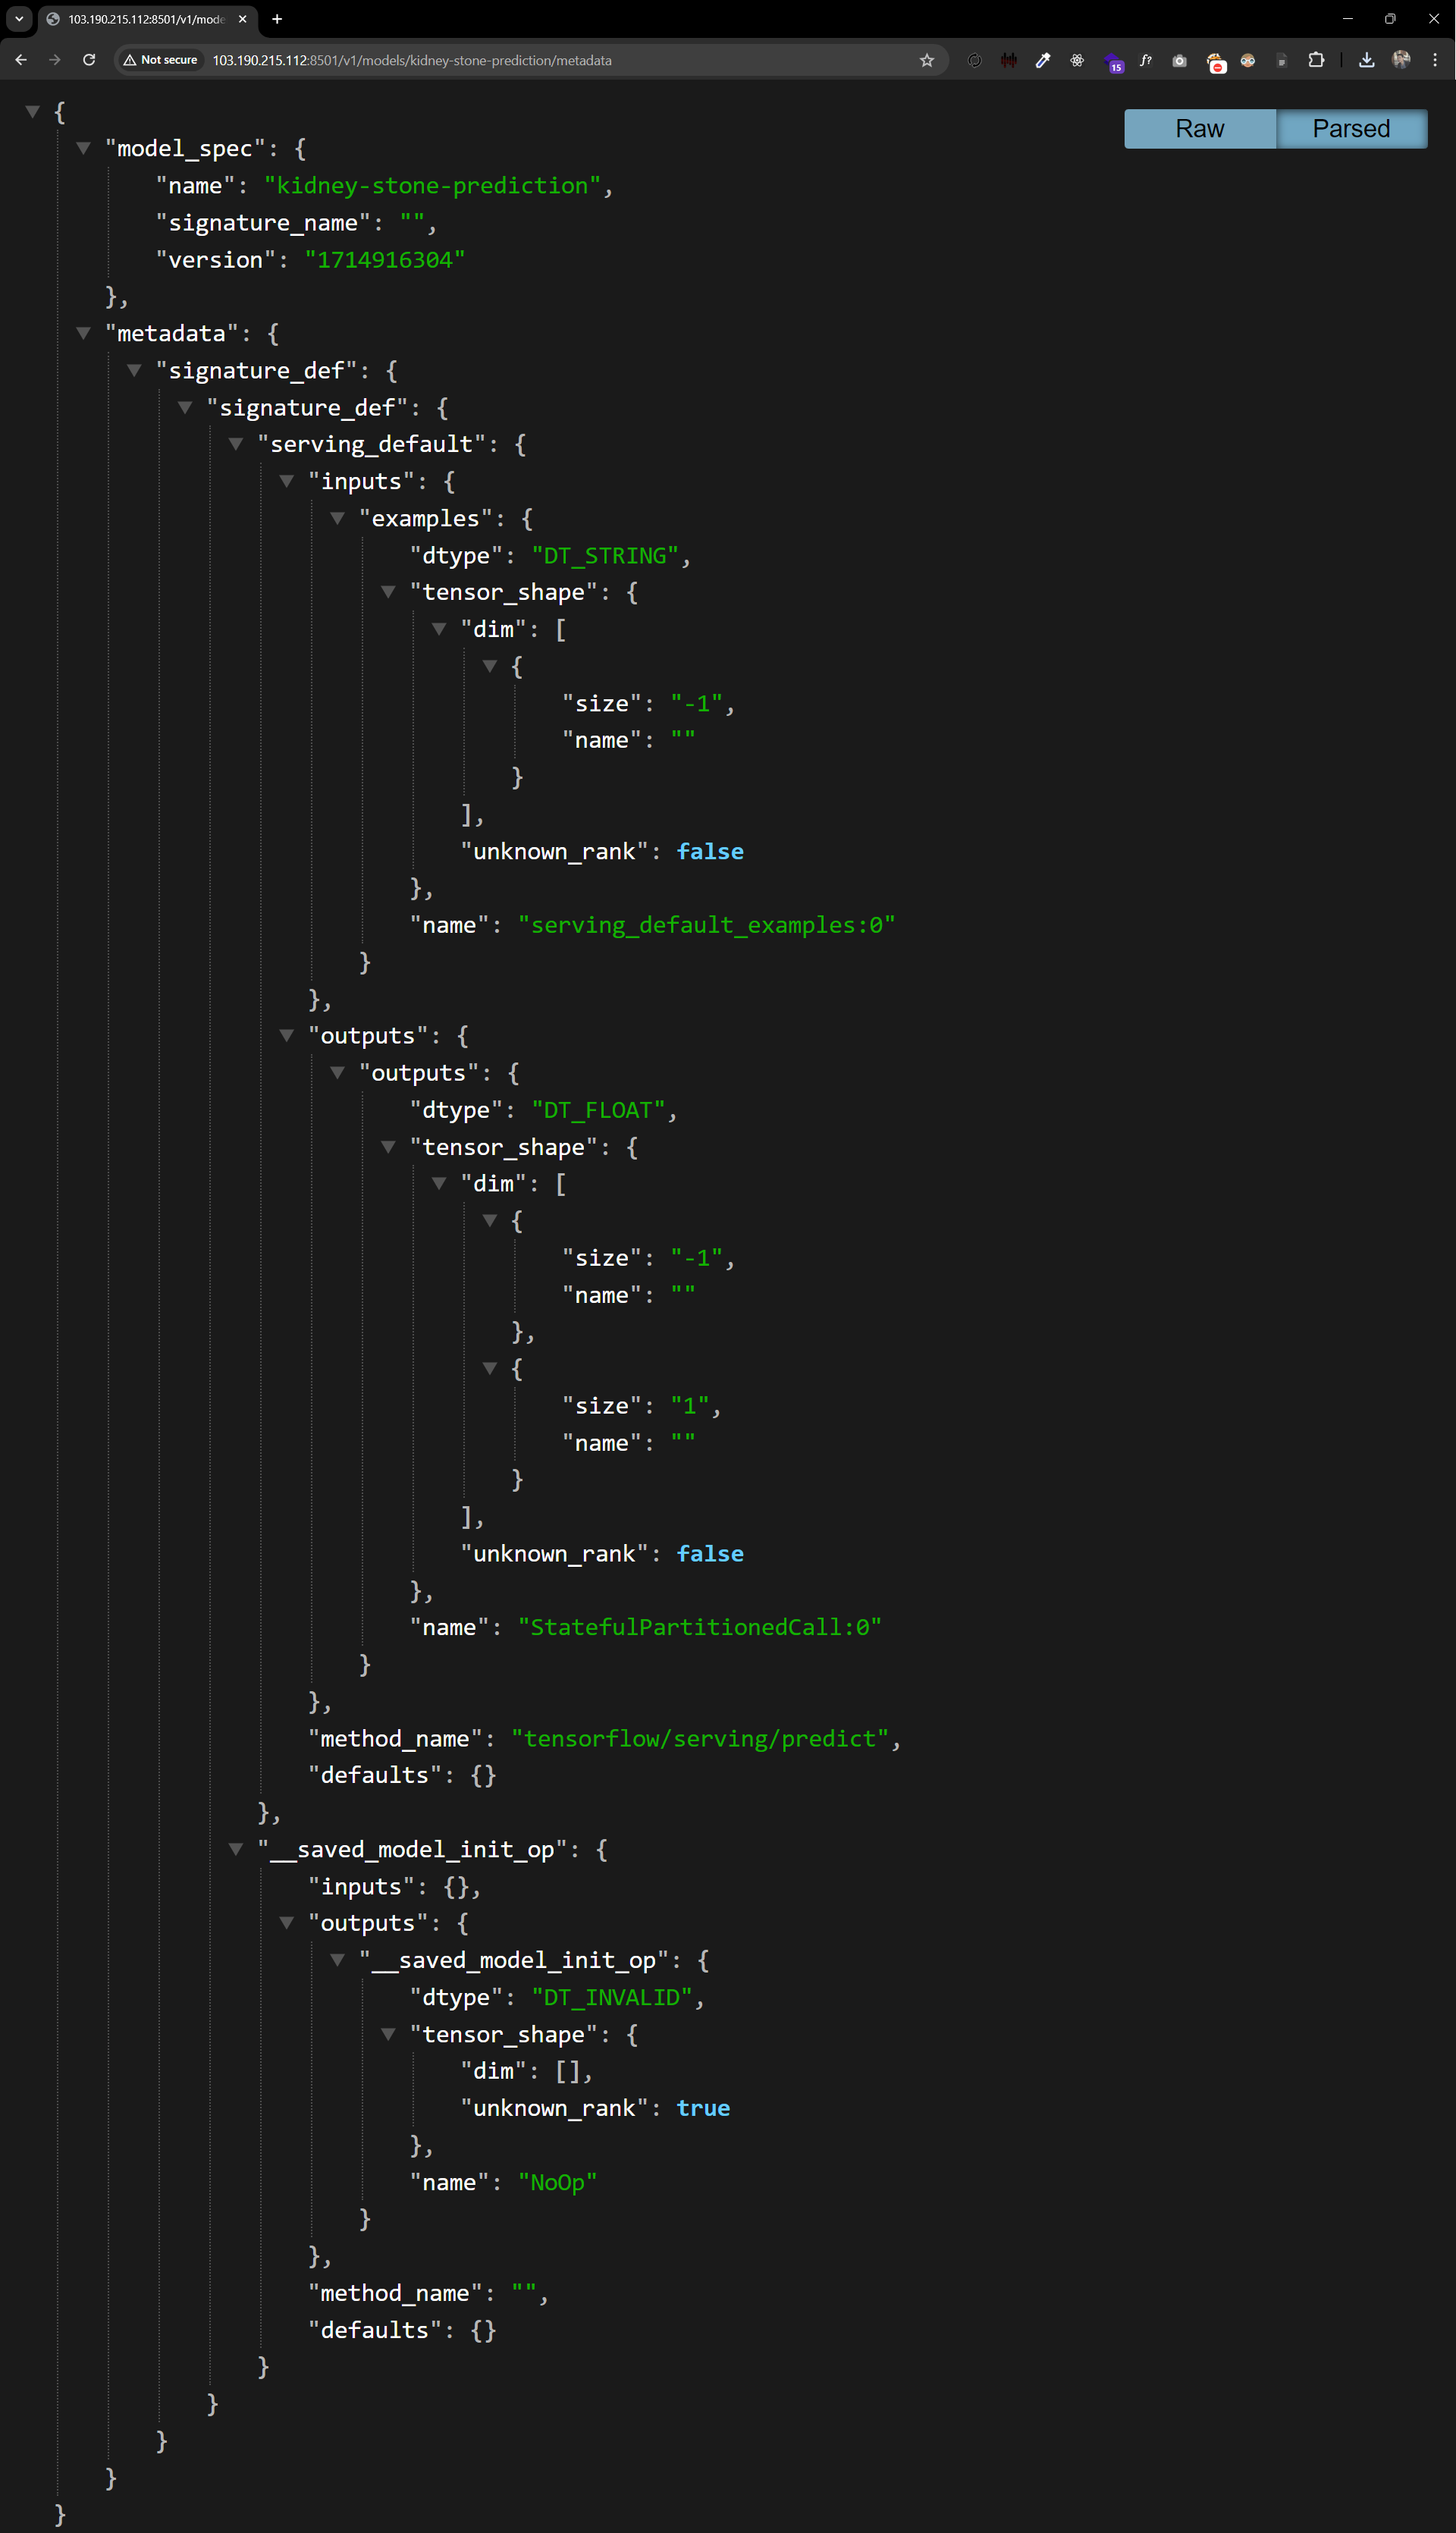 103.190.215.112:8501/v1/mode
Not secure 103.190.215.112:8501/v1/models/kidney-stone-prediction/metadata f? 15
Raw Parsed
{
"model_spec": {
"name": "kidney-stone-prediction",
"signature_name": "",
"version": "1714916304"
},
"metadata": {
"signature_def": {
"signature_def": {
"serving_default": {
"inputs": {
"examples": {
"dtype": "DT_STRING",
"tensor_shape": {
"dim": [
{
"size": "-1",
"name": ""
}
],
"unknown_rank": false
},
"name": "serving_default_examples:0"
}
},
"outputs": {
"outputs": {
"dtype": "DT_FLOAT",
"tensor_shape": {
"dim": [
{
"size": "-1",
"name": ""
},
{
"size": "1",
"name": ""
}
],
"unknown_rank": false
},
"name": "StatefulPartitionedCall:0"
}
},
"method_name": "tensorflow/serving/predict",
"defaults": {}
},
"__saved_model_init_op": {
"inputs": {},
"outputs": {
"__saved_model_init_op": {
"dtype": "DT_INVALID",
"tensor_shape": {
"dim": [],
"unknown_rank": true
},
"name": "NoOp"
}
},
"method_name": "",
"defaults": {}
}
}
}
}
}